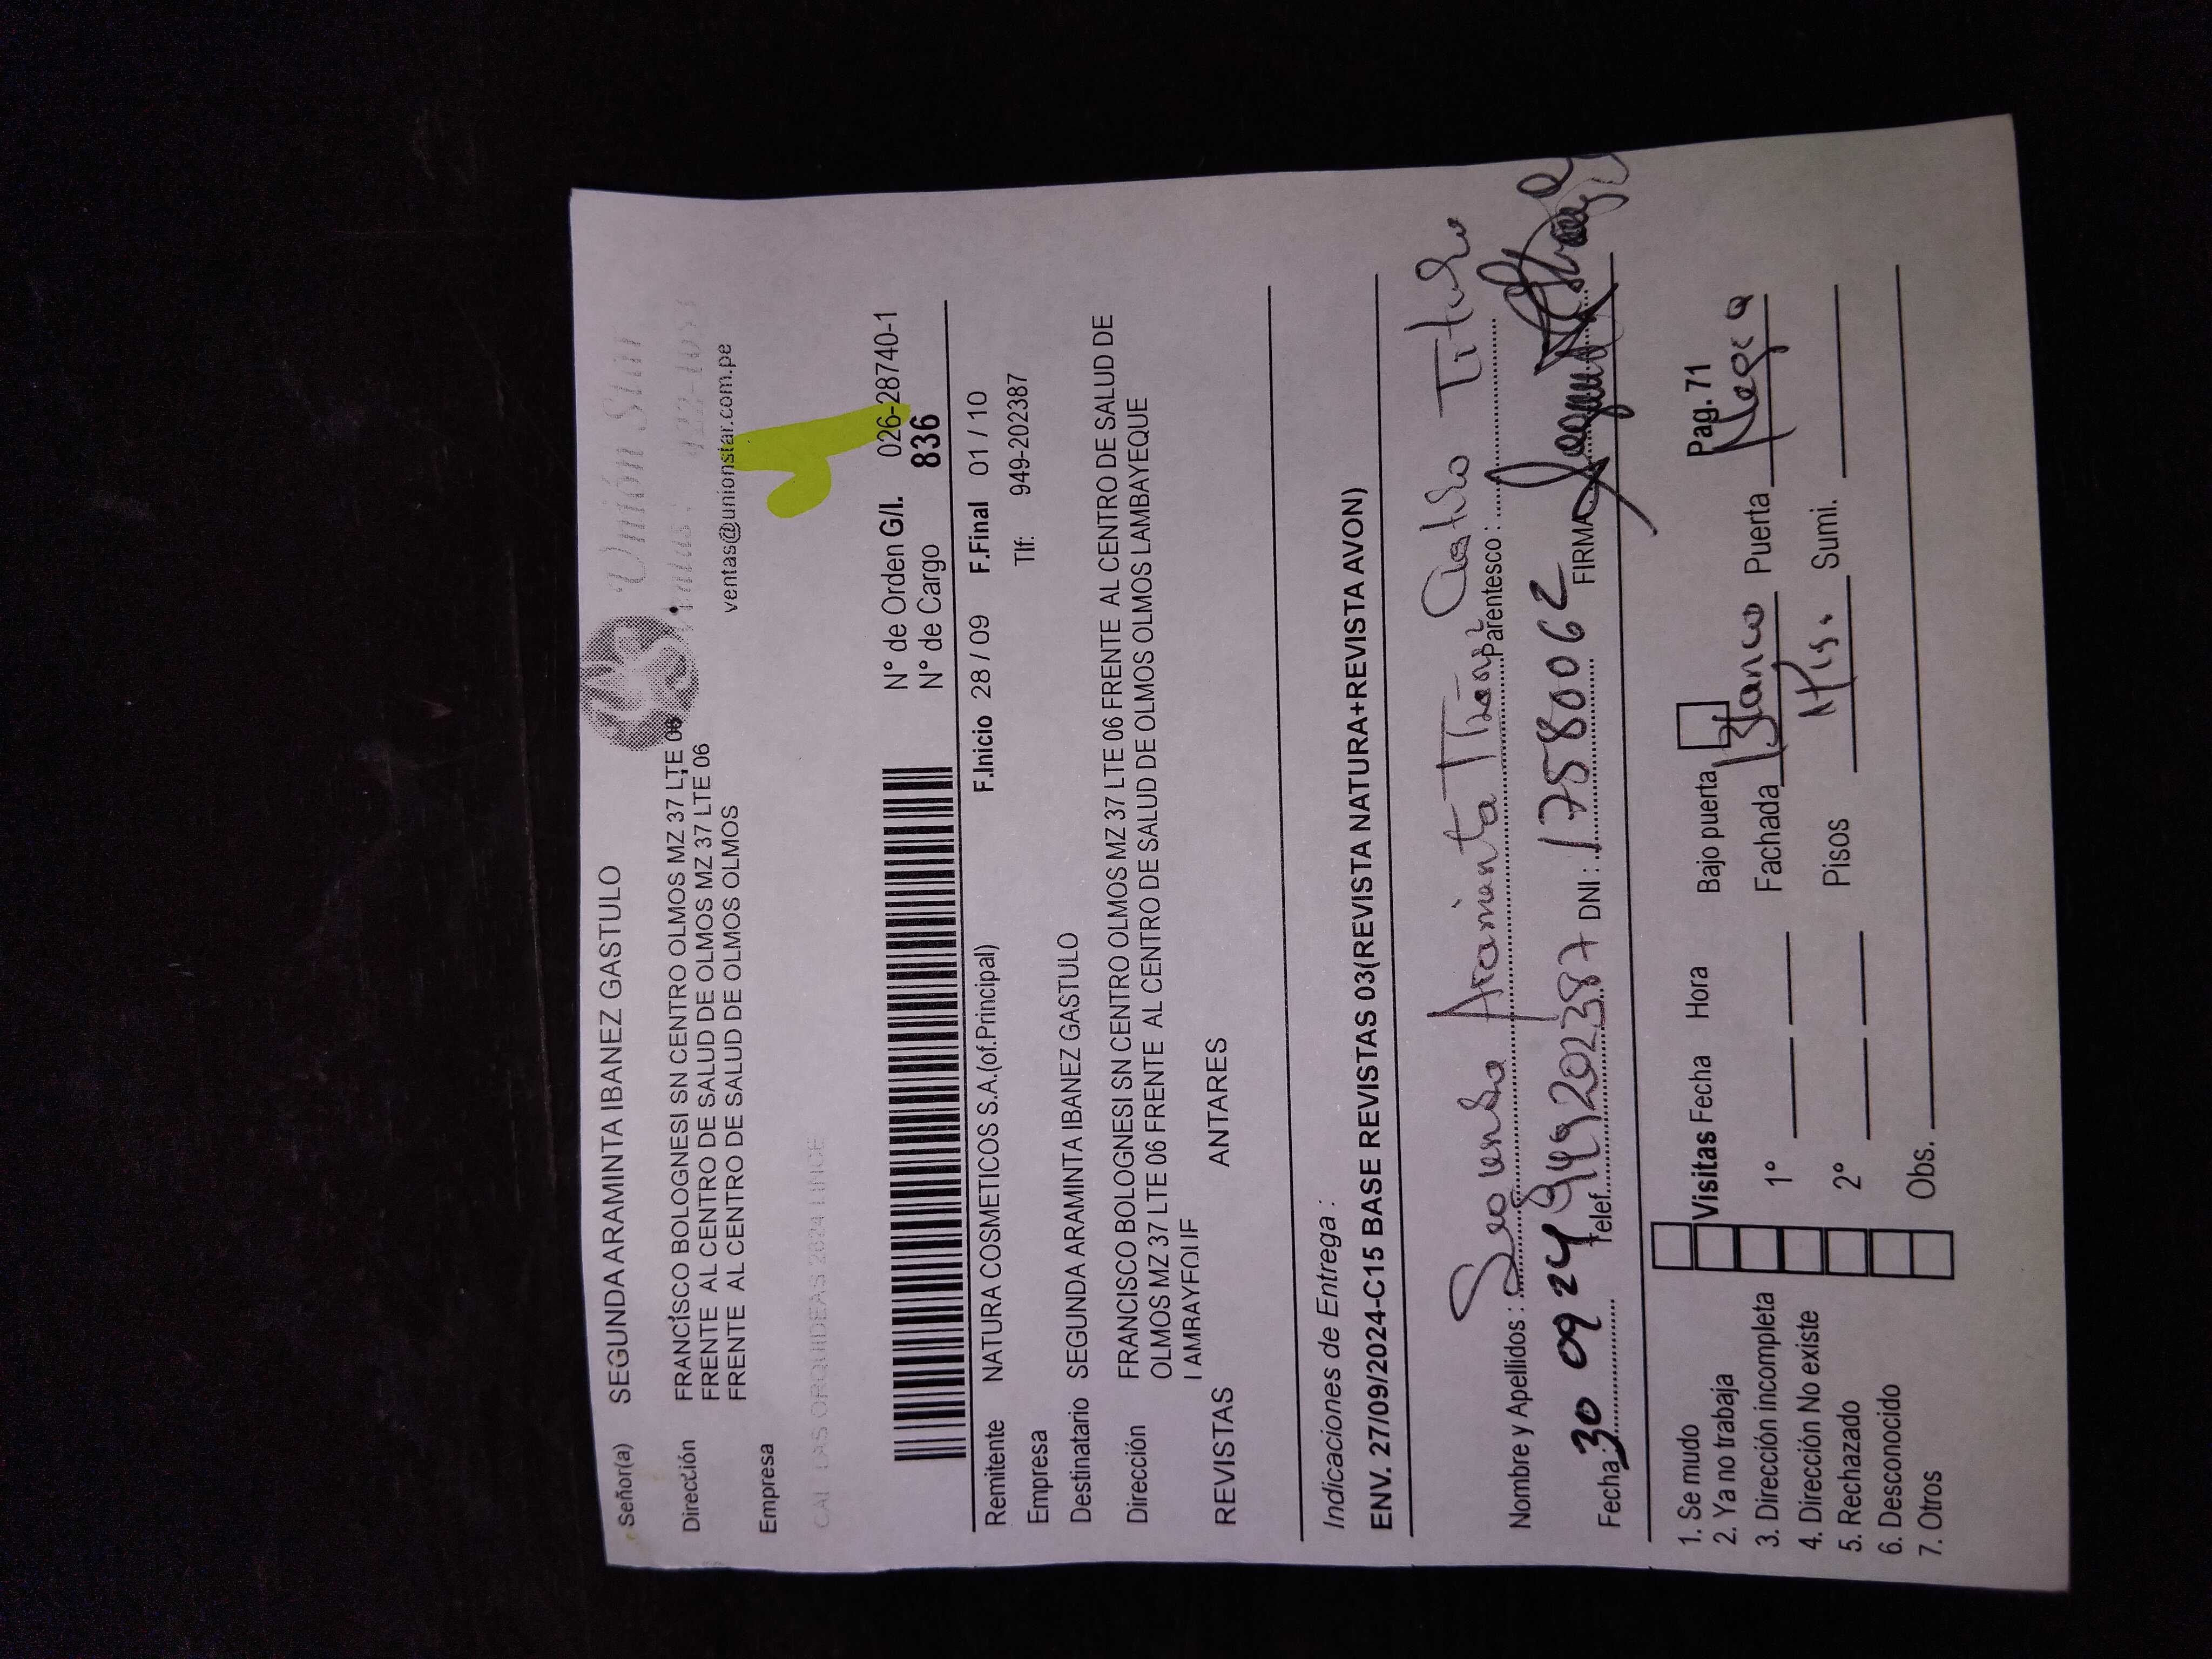 Señor(a) SEGUNDA ARAMINTA IBANEZ GASTULO
Unión Star
Dirección FRANCISCO BOLOGNESI SN CENTRO OLMOS MZ 37 LTE 06
FRENTE AL CENTRO DE SALUD DE OLMOS MZ 37 LTE 06
FRENTE AL CENTRO DE SALUD DE OLMOS OLMOS
ventas@unionstar.com.pe
Empresa
CAL LAS ORQUIDEAS 2624 LINCE
N° de Orden G/I. 026-28740-1
N° de Cargo 836
F.Inicio 28 / 09 F.Final 01 / 10
Remitente NATURA COSMETICOS S.A.(of.Principal)
Empresa Tlf: 949-202387
Destinatario SEGUNDA ARAMINTA IBANEZ GASTULO
Dirección FRANCISCO BOLOGNESI SN CENTRO OLMOS MZ 37 LTE 06 FRENTE AL CENTRO DE SALUD DE
OLMOS MZ 37 LTE 06 FRENTE AL CENTRO DE SALUD DE OLMOS OLMOS LAMBAYEQUE
REVISTAS ANTARES
Indicaciones de Entrega :
ENV. 27/09/2024-C15 BASE REVISTAS 03(REVISTA NATURA+REVISTA AVON)
Nombre y Apellidos : Segunda Araminta Parentesco : Titular
Fecha : 30 09 24 Telef. 949202387 DNI : 17580062 FIRMA
1. Se mudo
2. Ya no trabaja
3. Dirección incompleta
4. Dirección No existe
5. Rechazado
6. Desconocido
7. Otros
Visitas Fecha Hora
1°
2°
Obs.
Bajo puerta Pag. 71
Fachada Blanco Puerta Negra
Pisos 1 Pis. Sumi.